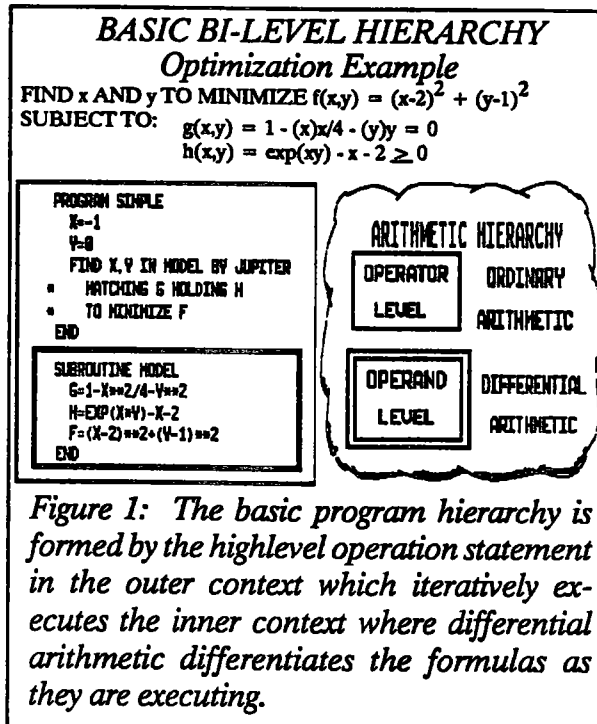 BASIC BI-LEVEL HIERARCHY
Optimization Example
FIND x AND y TO MINIMIZE f(x,y) = (x-2)² + (y-1)²
SUBJECT TO: g(x,y) = 1 - (x)x/4 - (y)y = 0
h(x,y) = exp(xy) - x - 2 ≥ 0
PROGRAM SIMPLE
X=-1
Y=0
FIND X,Y IN MODEL BY JUPITER
* MATCHING G HOLDING H
* TO MINIMIZE F
END
SUBROUTINE MODEL
G=1-X**2/4-Y**2
H=EXP(X*Y)-X-2
F=(X-2)**2+(Y-1)**2
END
ARITHMETIC HIERARCHY
OPERATOR
LEVEL
ORDINARY
ARITHMETIC
OPERAND
LEVEL
DIFFERENTIAL
ARITHMETIC
Figure 1: The basic program hierarchy is
formed by the highlevel operation statement
in the outer context which iteratively ex-
ecutes the inner context where differential
arithmetic differentiates the formulas as
they are executing.